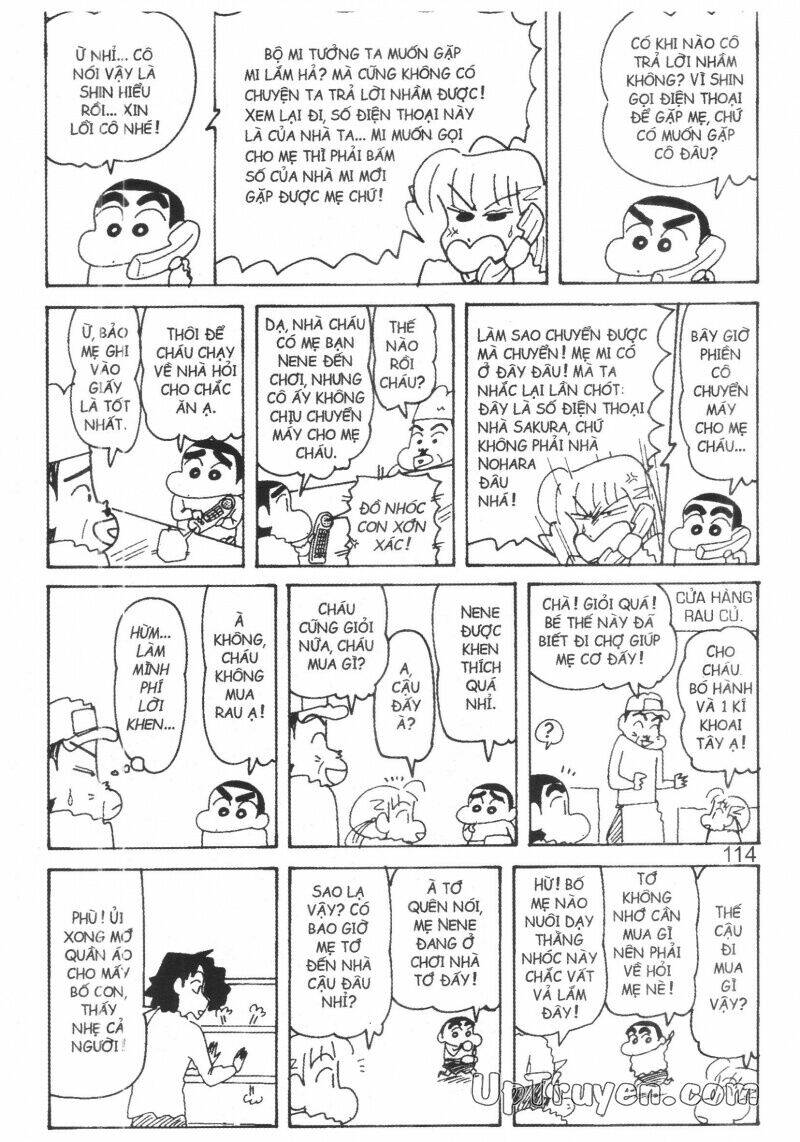 CÓ KHI NÀO CÔ
TRẢ LỜI NHẦM
KHÔNG? VÌ SHIN
GỌI ĐIỆN THOẠI
ĐỂ GẶP MẸ, CHỨ
CÓ MUỐN GẶP
CÔ ĐÂU?
BỘ MI TƯỞNG TA MUỐN GẶP
MI LẮM HẢ? MÀ CŨNG KHÔNG CÓ
CHUYỆN TA TRẢ LỜI NHẦM ĐƯỢC!
XEM LẠI ĐI, SỐ ĐIỆN THOẠI NÀY
LÀ CỦA NHÀ TA... MI MUỐN GỌI
CHO MẸ THÌ PHẢI BẤM
SỐ CỦA NHÀ MI MỚI
GẶP ĐƯỢC MẸ CHỨ!
Ừ NHỈ... CÔ
NÓI VẬY LÀ
SHIN HIỂU
RỒI... XIN
LỖI CÔ NHÉ!
BÂY GIỜ
PHIỀN
CÔ
CHUYỂN
MÁY CHO
MẸ
CHÁU...
LÀM SAO CHUYỂN ĐƯỢC
MÀ CHUYỂN! MẸ MI CÓ
Ở ĐÂY ĐÂU! MÀ TA
NHẮC LẠI LẦN CHÓT:
ĐÂY LÀ SỐ ĐIỆN THOẠI
NHÀ SAKURA, CHỨ
KHÔNG PHẢI NHÀ
NOHARA
ĐÂU
NHÁ!
THẾ
NÀO
RỒI
CHÁU?
DẠ, NHÀ CHÁU
CÓ MẸ BẠN
NENE ĐẾN
CHƠI, NHƯNG
CÔ ẤY KHÔNG
CHỊU CHUYỂN
MÁY CHO MẸ
CHÁU.
ĐỒ NHÓC
CON XƠN
XÁC!
THÔI ĐỂ
CHÁU CHẠY
VỀ NHÀ HỎI
CHO CHẮC
ĂN Ạ.
Ừ, BẢO
MẸ GHI
VÀO
GIẤY
LÀ TỐT
NHẤT.
CỬA HÀNG
RAU CỦ.
CHO
CHÁU
BÓ HÀNH
VÀ 1 KÍ
KHOAI
TÂY Ạ!
CHÀ! GIỎI QUÁ!
BÉ THẾ NÀY ĐÃ
BIẾT ĐI CHỢ GIÚP
MẸ CƠ ĐẤY!
?
NENE
ĐƯỢC
KHEN
THÍCH
QUÁ
NHỈ.
A,
CẬU
ĐẤY
À?
CHÁU
CŨNG GIỎI
NỮA, CHÁU
MUA GÌ?
À
KHÔNG,
CHÁU
KHÔNG
MUA
RAU Ạ!
HỪM...
LÀM
MÌNH
PHÍ
LỜI
KHEN...
114
THẾ
CẬU
ĐI
MUA
GÌ
VẬY?
TỚ
KHÔNG
NHỚ CẦN
MUA GÌ
NÊN PHẢI
VỀ HỎI
MẸ NÈ!
HỪ! BỐ
MẸ NÀO
NUÔI DẠY
THẰNG
NHÓC NÀY
CHẮC VẤT
VẢ LẮM
ĐÂY!
À TỚ
QUÊN NÓI,
MẸ NENE
ĐANG Ở
CHƠI NHÀ
TỚ ĐẤY!
SAO LẠ
VẬY? CÓ
BAO GIỜ
MẸ TỚ
ĐẾN NHÀ
CẬU ĐÂU
NHỈ?
PHÙ! ỦI
XONG MỚ
QUẦN ÁO
CHO MẤY
BỐ CON,
THẤY
NHẸ CẢ
NGƯỜI!
UpTruyen.com